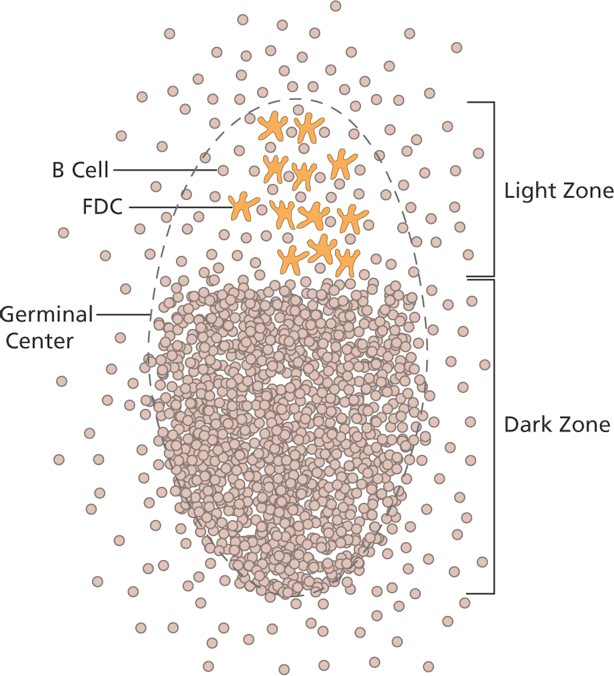 B Cell
Light Zone
FDC
Germinal
Center
Dark Zone